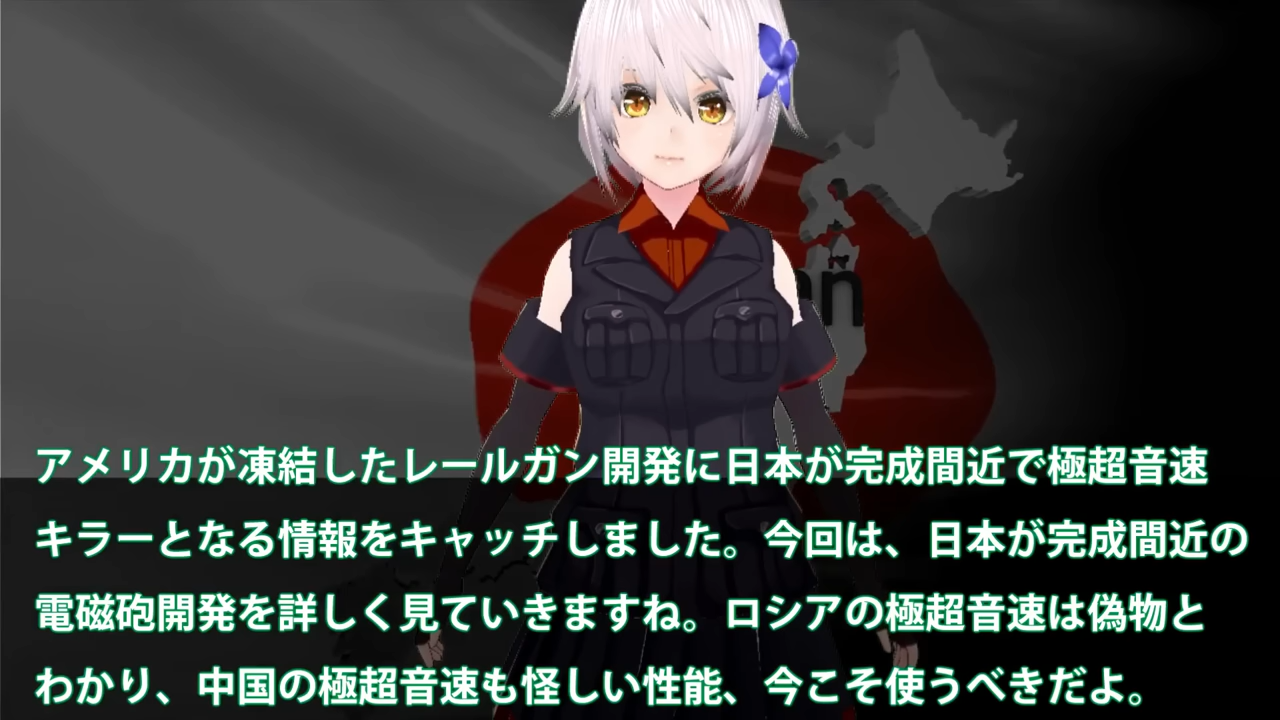 an
アメリカが凍結したレールガン開発に日本が完成間近で極超音速
キラーとなる情報をキャッチしました。今回は、日本が完成間近の
電磁砲開発を詳しく見ていきますね。ロシアの極超音速は偽物と
わかり、中国の極超音速も怪しい性能、今こそ使うべきだよ。